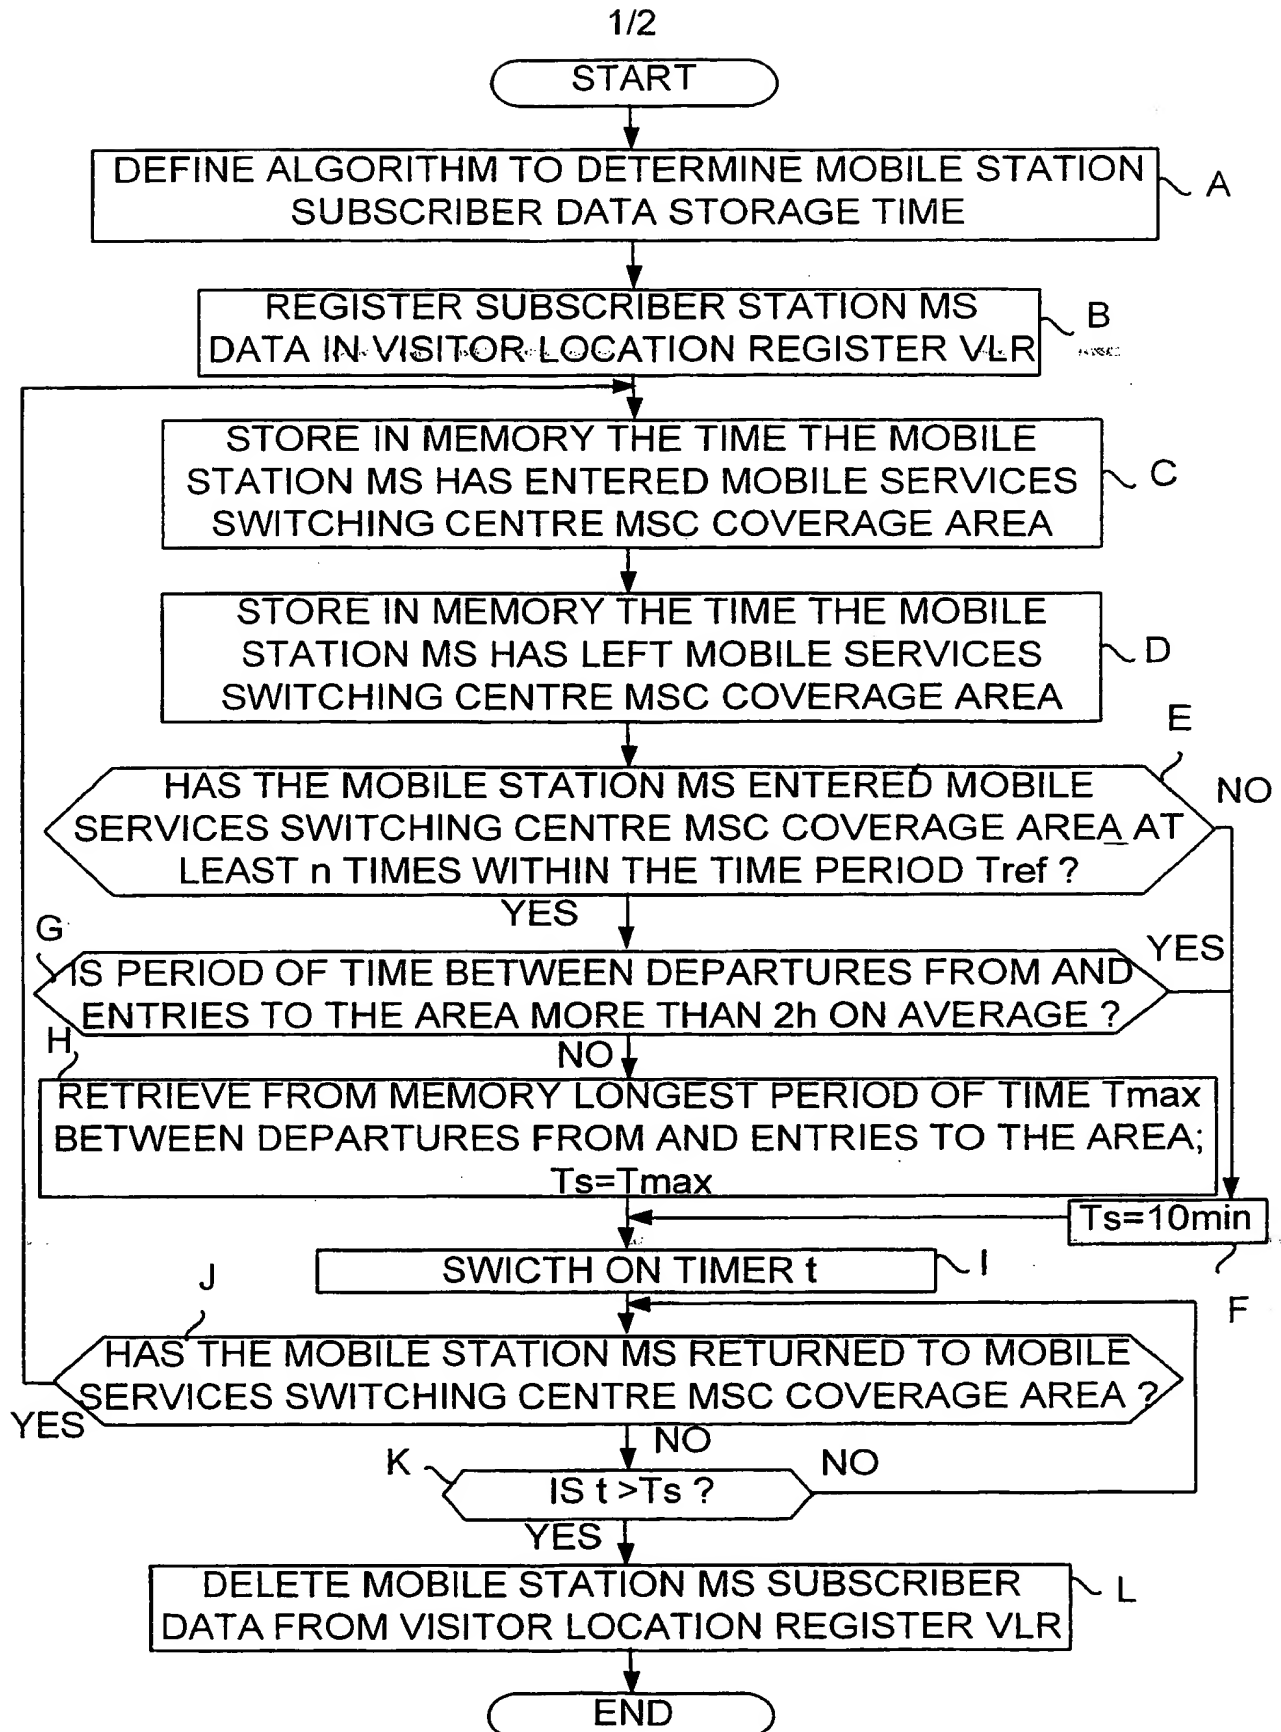 1/2
START
DEFINE ALGORITHM TO DETERMINE MOBILE STATION
SUBSCRIBER DATA STORAGE TIME
A
REGISTER SUBSCRIBER STATION MS
DATA IN VISITOR LOCATION REGISTER VLR
B
STORE IN MEMORY THE TIME THE MOBILE
STATION MS HAS ENTERED MOBILE SERVICES
SWITCHING CENTRE MSC COVERAGE AREA
C
STORE IN MEMORY THE TIME THE MOBILE
STATION MS HAS LEFT MOBILE SERVICES
SWITCHING CENTRE MSC COVERAGE AREA
D
E
HAS THE MOBILE STATION MS ENTERED MOBILE
SERVICES SWITCHING CENTRE MSC COVERAGE AREA AT
LEAST n TIMES WITHIN THE TIME PERIOD Tref ?
NO
YES
G
IS PERIOD OF TIME BETWEEN DEPARTURES FROM AND
ENTRIES TO THE AREA MORE THAN 2h ON AVERAGE ?
YES
NO
H
RETRIEVE FROM MEMORY LONGEST PERIOD OF TIME Tmax
BETWEEN DEPARTURES FROM AND ENTRIES TO THE AREA;
Ts=Tmax
Ts=10min
F
SWICTH ON TIMER t
I
J
HAS THE MOBILE STATION MS RETURNED TO MOBILE
SERVICES SWITCHING CENTRE MSC COVERAGE AREA ?
YES
NO
K
IS t >Ts ?
NO
YES
DELETE MOBILE STATION MS SUBSCRIBER
DATA FROM VISITOR LOCATION REGISTER VLR
L
END